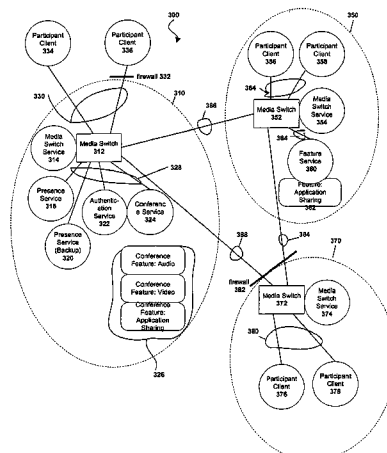 300
Participant
Client
334
Participant
Client
336
firewall 332
330
310
Media Switch
312
Media
Switch
Service
314
328
Presence
Service
318
Authentic-
ation
Service
322
Conferenc
e Service
324
Presence
Service
(Backup)
320
Conference
Feature: Audio
Conference
Feature: Video
Conference
Feature: Application
Sharing
326
386
350
Participant
Client
356
Participant
Client
358
364
Media Switch
352
Media
Switch
Service
354
364
Feature
Service
360
Feature:
Application
Sharing
362
388
384
370
firewall
382
Media Switch
372
Media
Switch
Service
374
380
Participant
Client
376
Participant
Client
378